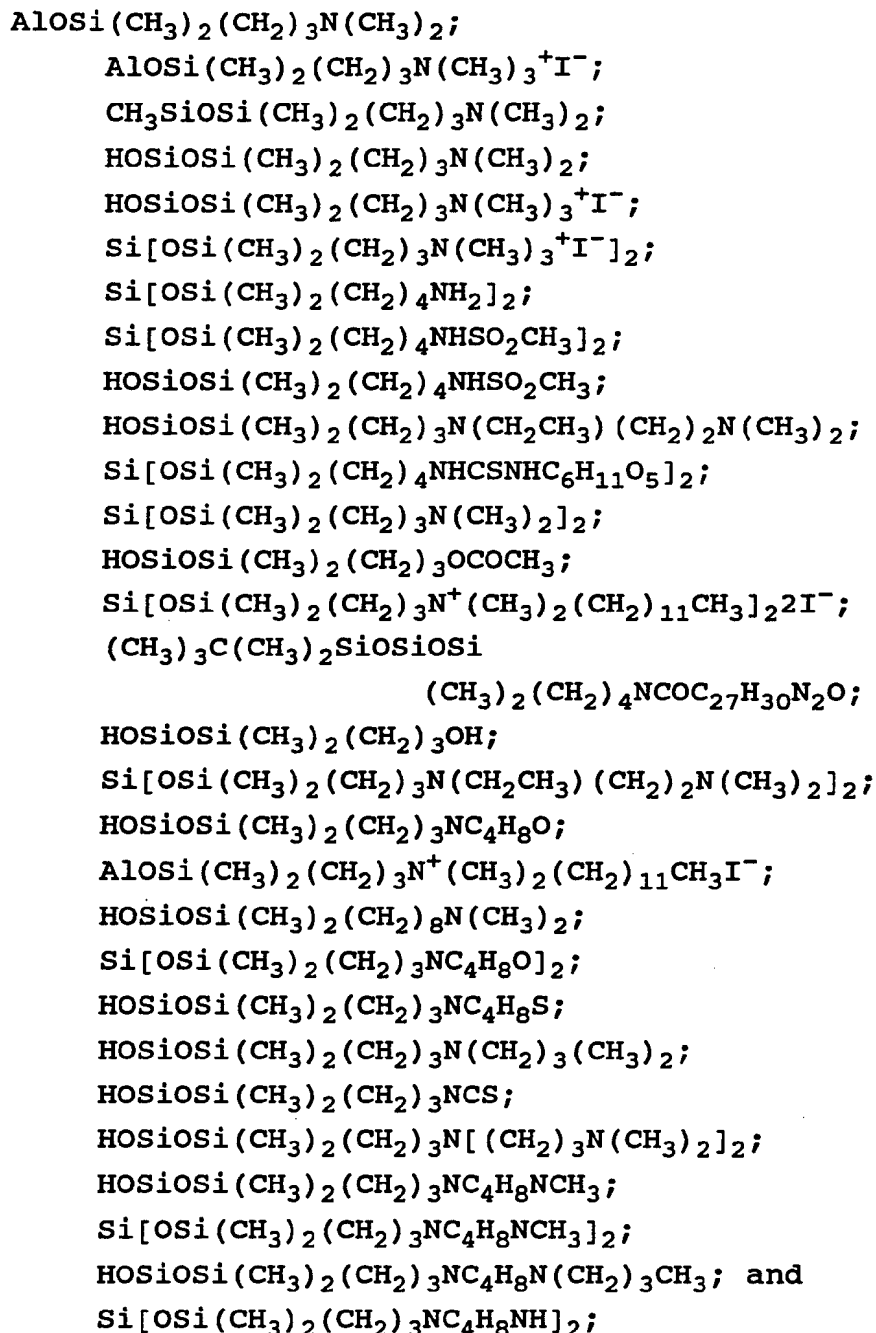 AlOSi(CH₃)₂(CH₂)₃N(CH₃)₂;
AlOSi(CH₃)₂(CH₂)₃N(CH₃)₃⁺I⁻;
CH₃SiOSi(CH₃)₂(CH₂)₃N(CH₃)₂;
HOSiOSi(CH₃)₂(CH₂)₃N(CH₃)₂;
HOSiOSi(CH₃)₂(CH₂)₃N(CH₃)₃⁺I⁻;
Si[OSi(CH₃)₂(CH₂)₃N(CH₃)₃⁺I⁻]₂;
Si[OSi(CH₃)₂(CH₂)₄NH₂]₂;
Si[OSi(CH₃)₂(CH₂)₄NHSO₂CH₃]₂;
HOSiOSi(CH₃)₂(CH₂)₄NHSO₂CH₃;
HOSiOSi(CH₃)₂(CH₂)₃N(CH₂CH₃)(CH₂)₂N(CH₃)₂;
Si[OSi(CH₃)₂(CH₂)₄NHCSNHC₆H₁₁O₅]₂;
Si[OSi(CH₃)₂(CH₂)₃N(CH₃)₂]₂;
HOSiOSi(CH₃)₂(CH₂)₃OCOCH₃;
Si[OSi(CH₃)₂(CH₂)₃N⁺(CH₃)₂(CH₂)₁₁CH₃]₂2I⁻;
(CH₃)₃C(CH₃)₂SiOSiOSi
(CH₃)₂(CH₂)₄NCOC₂₇H₃₀N₂O;
HOSiOSi(CH₃)₂(CH₂)₃OH;
Si[OSi(CH₃)₂(CH₂)₃N(CH₂CH₃)(CH₂)₂N(CH₃)₂]₂;
HOSiOSi(CH₃)₂(CH₂)₃NC₄H₈O;
AlOSi(CH₃)₂(CH₂)₃N⁺(CH₃)₂(CH₂)₁₁CH₃I⁻;
HOSiOSi(CH₃)₂(CH₂)₈N(CH₃)₂;
Si[OSi(CH₃)₂(CH₂)₃NC₄H₈O]₂;
HOSiOSi(CH₃)₂(CH₂)₃NC₄H₈S;
HOSiOSi(CH₃)₂(CH₂)₃N(CH₂)₃(CH₃)₂;
HOSiOSi(CH₃)₂(CH₂)₃NCS;
HOSiOSi(CH₃)₂(CH₂)₃N[(CH₂)₃N(CH₃)₂]₂;
HOSiOSi(CH₃)₂(CH₂)₃NC₄H₈NCH₃;
Si[OSi(CH₃)₂(CH₂)₃NC₄H₈NCH₃]₂;
HOSiOSi(CH₃)₂(CH₂)₃NC₄H₈N(CH₂)₃CH₃; and
Si[OSi(CH₃)₂(CH₂)₃NC₄H₈NH]₂;